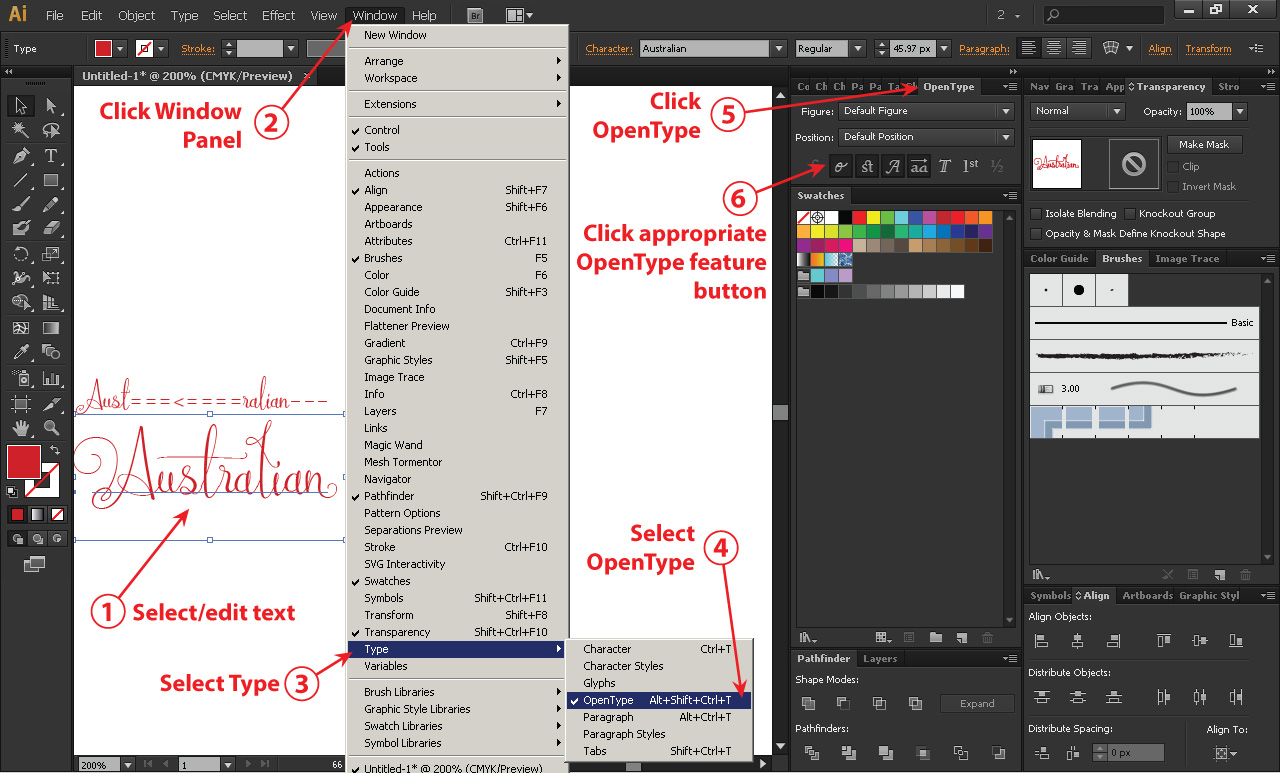 Ai File Edit Object Type Select Effect View Window Help Br 2
Type Stroke: Character: Australian Regular 45.97 px Paragraph: Align Transform
Untitled-1* @ 200% (CMYK/Preview)
Click Window
Panel
2
New Window
Arrange
Workspace
Extensions
Control
Tools
Actions
Align Shift+F7
Appearance Shift+F6
Artboards
Attributes Ctrl+F11
Brushes F5
Color F6
Color Guide Shift+F3
Document Info
Flattener Preview
Gradient Ctrl+F9
Graphic Styles Shift+F5
Image Trace
Info Ctrl+F8
Layers F7
Links
Magic Wand
Mesh Tormentor
Navigator
Pathfinder Shift+Ctrl+F9
Pattern Options
Separations Preview
Stroke Ctrl+F10
SVG Interactivity
Swatches
Symbols Shift+Ctrl+F11
Transform Shift+F8
Transparency Shift+Ctrl+F10
Type
Variables
Brush Libraries
Graphic Style Libraries
Swatch Libraries
Symbol Libraries
Untitled-1* @ 200% (CMYK/Preview)
Character Ctrl+T
Character Styles
Glyphs
OpenType Alt+Shift+Ctrl+T
Paragraph Alt+Ctrl+T
Paragraph Styles
Tabs Shift+Ctrl+T
Aust===<====ralian---
Australian
1 Select/edit text
Select Type 3
Select
OpenType
4
Click
OpenType
5
6
Click appropriate
OpenType feature
button
200% 1 66
Co Ch Ch Pa Pa Ta OpenType
Figure: Default Figure
Position: Default Position
st A aa T 1st ½
Swatches
Pathfinder Layers
Shape Modes:
Expand
Pathfinders:
Nav Gra Tra App Transparency Stro
Normal Opacity: 100%
Australian
Make Mask
Clip
Invert Mask
Isolate Blending Knockout Group
Opacity & Mask Define Knockout Shape
Color Guide Brushes Image Trace
Basic
3.00
Symbols Align Artboards Graphic Styl
Align Objects:
Distribute Objects:
Distribute Spacing: Align To:
0 px